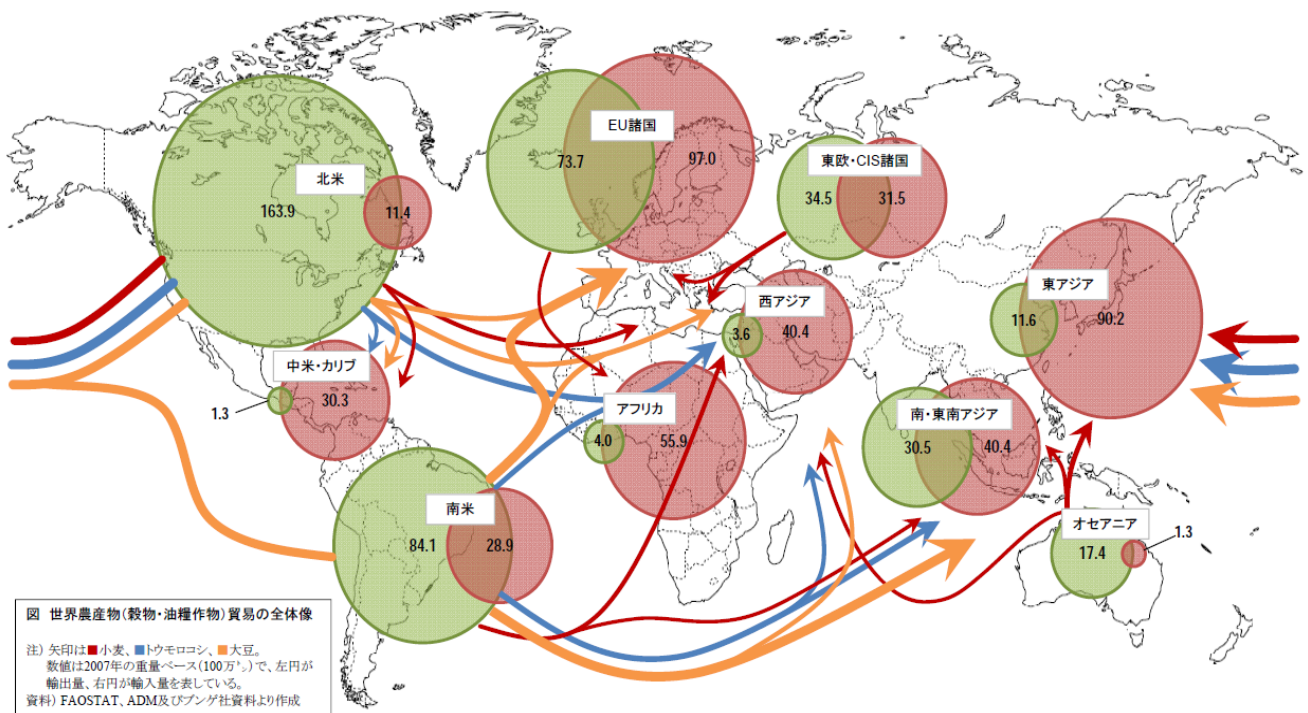 EU諸国
73.7
97.0
東欧・CIS諸国
34.5
31.5
北米
163.9
11.4
西アジア
3.6
40.4
東アジア
11.6
90.2
中米・カリブ
1.3
30.3
アフリカ
4.0
55.9
南・東南アジア
30.5
40.4
南米
84.1
28.9
オセアニア
17.4
1.3
図 世界農産物(穀物・油糧作物)貿易の全体像
注) 矢印は■小麦、■トウモロコシ、■大豆。
数値は2007年の重量ベース(100万㌧)で、左円が
輸出量、右円が輸入量を表している。
資料) FAOSTAT、ADM及びブンゲ社資料より作成